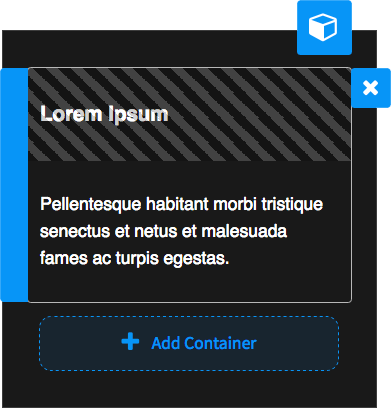 Lorem Ipsum
Pellentesque habitant morbi tristique
senectus et netus et malesuada
fames ac turpis egestas.
Add Container